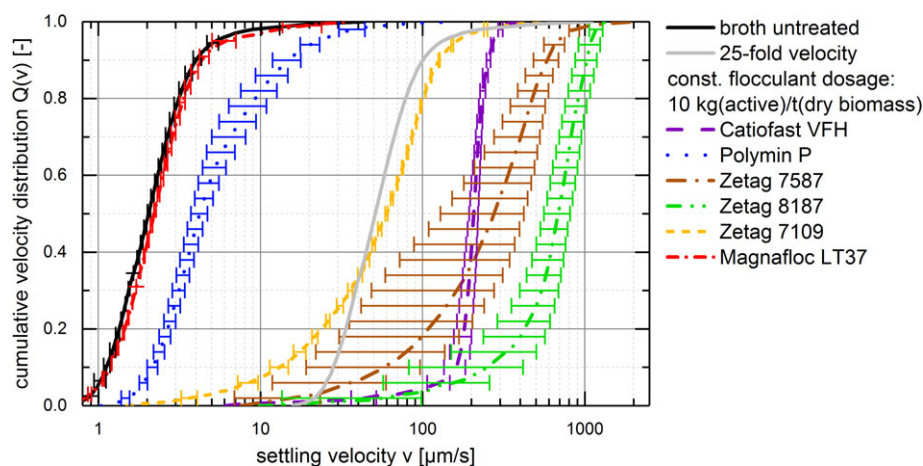 cumulative velocity distribution Q(v) [-]
1.0
0.8
0.6
0.4
0.2
0.0
1
10
100
1000
settling velocity v [µm/s]
broth untreated
25-fold velocity
const. flocculant dosage:
10 kg(active)/t(dry biomass)
Catiofast VFH
Polymin P
Zetag 7587
Zetag 8187
Zetag 7109
Magnafloc LT37